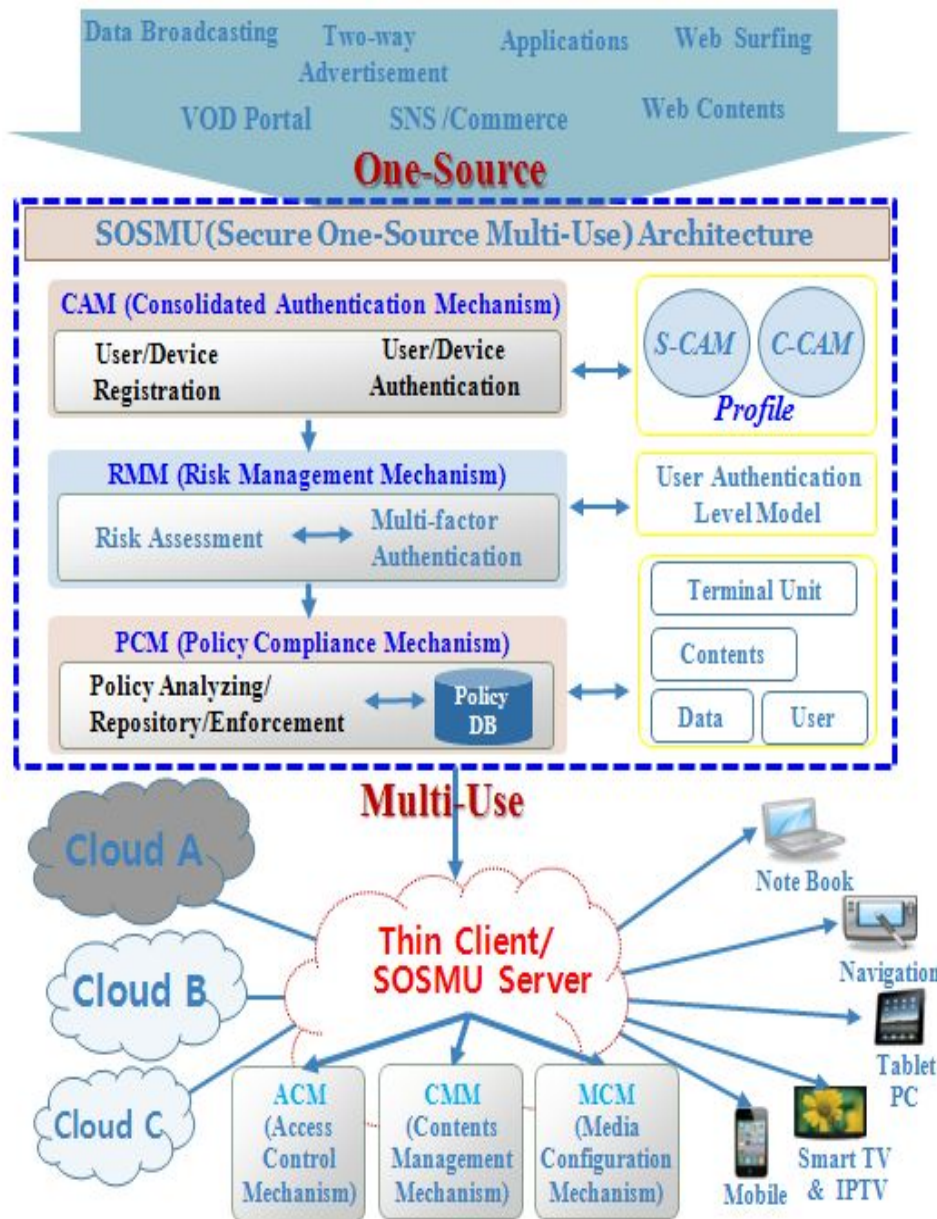 Data Broadcasting
Two-way
Advertisement
Applications
Web Surfing
VOD Portal
SNS /Commerce
Web Contents
One-Source
SOSMU(Secure One-Source Multi-Use) Architecture
CAM (Consolidated Authentication Mechanism)
User/Device
Registration
User/Device
Authentication
S-CAM
C-CAM
Profile
RMM (Risk Management Mechanism)
Risk Assessment
Multi-factor
Authentication
User Authentication
Level Model
PCM (Policy Compliance Mechanism)
Policy Analyzing/
Repository/Enforcement
Policy
DB
Terminal Unit
Contents
Data
User
Multi-Use
Cloud A
Cloud B
Cloud C
Thin Client/
SOSMU Server
Note Book
Navigation
Tablet
PC
Smart TV
& IPTV
Mobile
ACM
(Access
Control
Mechanism)
CMM
(Contents
Management
Mechanism)
MCM
(Media
Configuration
Mechanism)